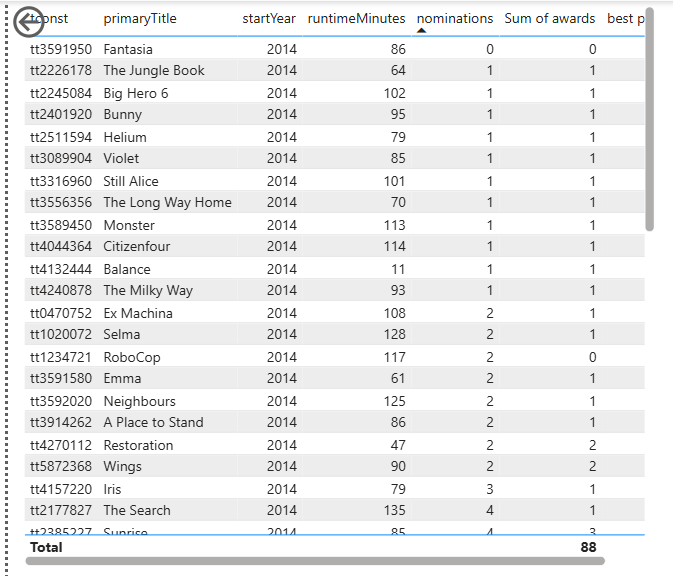 tconst primaryTitle startYear runtimeMinutes nominations Sum of awards best p
tt3591950 Fantasia 2014 86 0 0
tt2226178 The Jungle Book 2014 64 1 1
tt2245084 Big Hero 6 2014 102 1 1
tt2401920 Bunny 2014 95 1 1
tt2511594 Helium 2014 79 1 1
tt3089904 Violet 2014 85 1 1
tt3316960 Still Alice 2014 101 1 1
tt3556356 The Long Way Home 2014 70 1 1
tt3589450 Monster 2014 113 1 1
tt4044364 Citizenfour 2014 114 1 1
tt4132444 Balance 2014 11 1 1
tt4240878 The Milky Way 2014 93 1 1
tt0470752 Ex Machina 2014 108 2 1
tt1020072 Selma 2014 128 2 1
tt1234721 RoboCop 2014 117 2 0
tt3591580 Emma 2014 61 2 1
tt3592020 Neighbours 2014 125 2 1
tt3914262 A Place to Stand 2014 86 2 1
tt4270112 Restoration 2014 47 2 2
tt5872368 Wings 2014 90 2 2
tt4157220 Iris 2014 79 3 1
tt2177827 The Search 2014 135 4 1
tt2385227 Sunrise 2014 85 4 3
Total 88